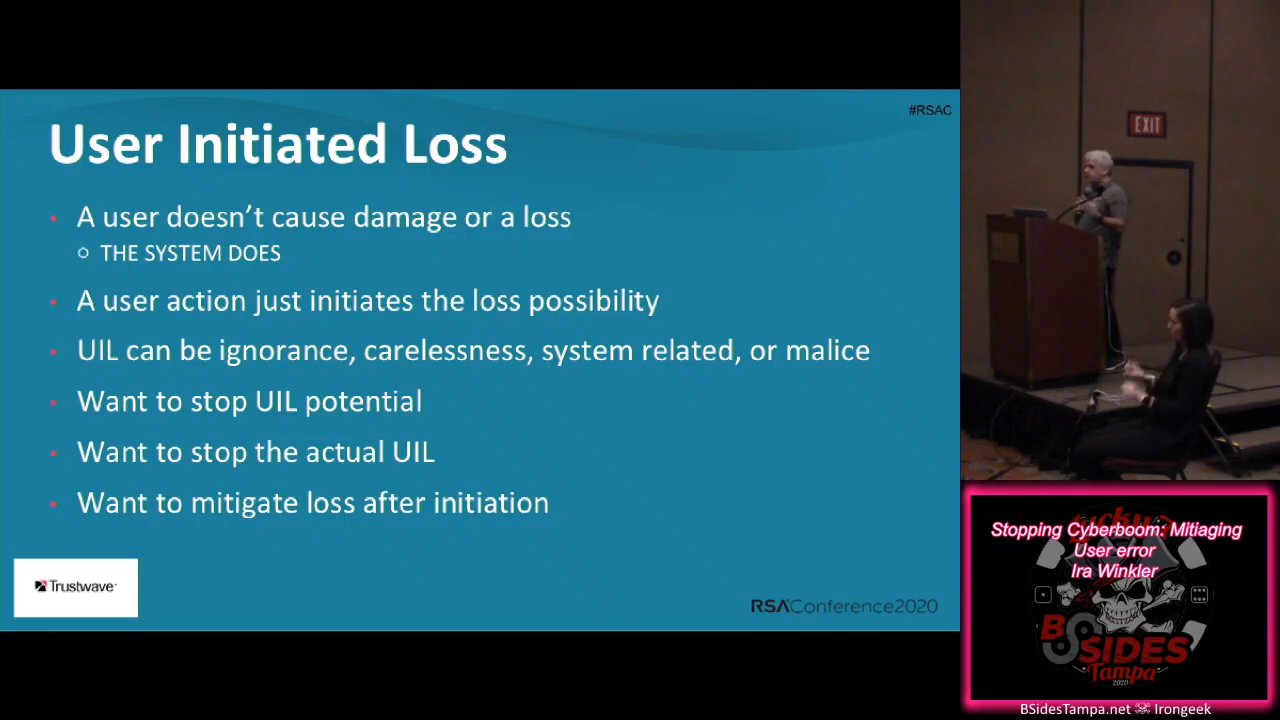 #RSAC
User Initiated Loss
• A user doesn't cause damage or a loss
○ THE SYSTEM DOES
• A user action just initiates the loss possibility
• UIL can be ignorance, carelessness, system related, or malice
• Want to stop UIL potential
• Want to stop the actual UIL
• Want to mitigate loss after initiation
Trustwave
RSAConference2020
EXIT
Stopping Cyberboom: Mitiaging
User error
Ira Winkler
BSIDES
Tampa
2020
BSidesTampa.net Irongeek